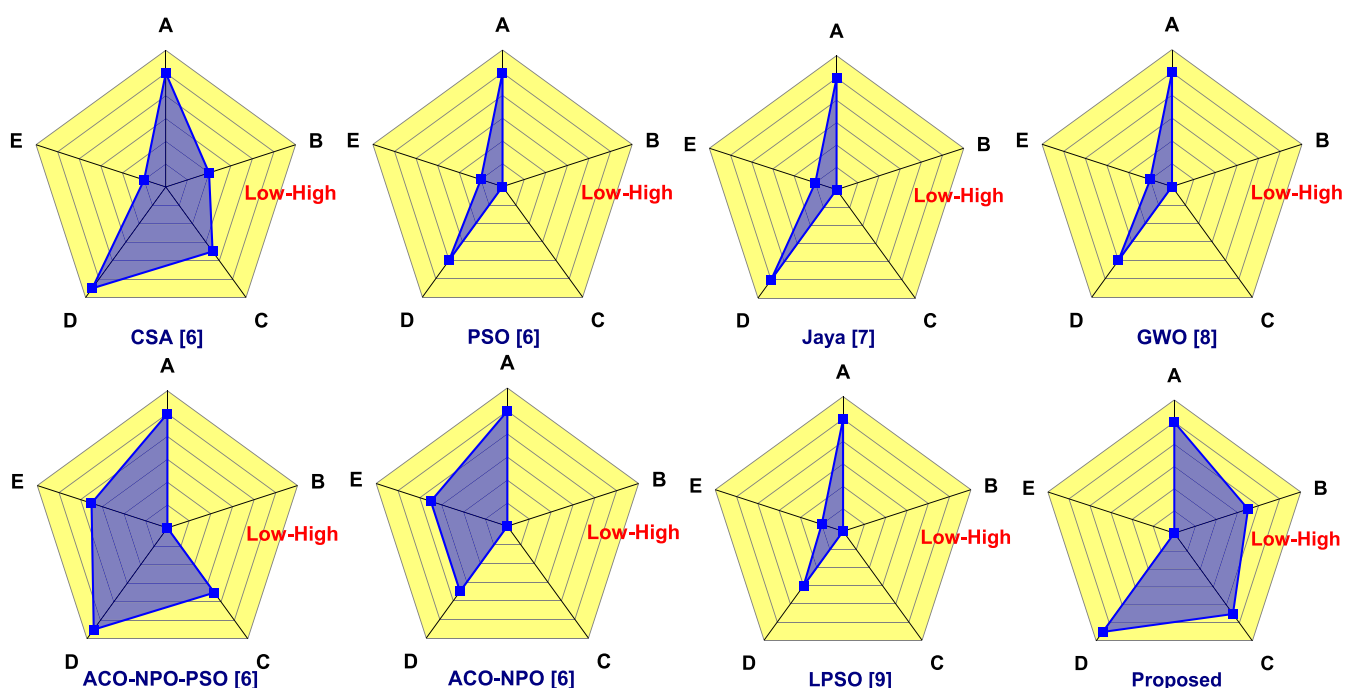 A A A A
E B E B E B E B
Low-High Low-High Low-High Low-High
D C D C D C D C
CSA [6] PSO [6] Jaya [7] GWO [8]
A A A A
E B E B E B E B
Low-High Low-High Low-High Low-High
D C D C D C D C
ACO-NPO-PSO [6] ACO-NPO [6] LPSO [9] Proposed